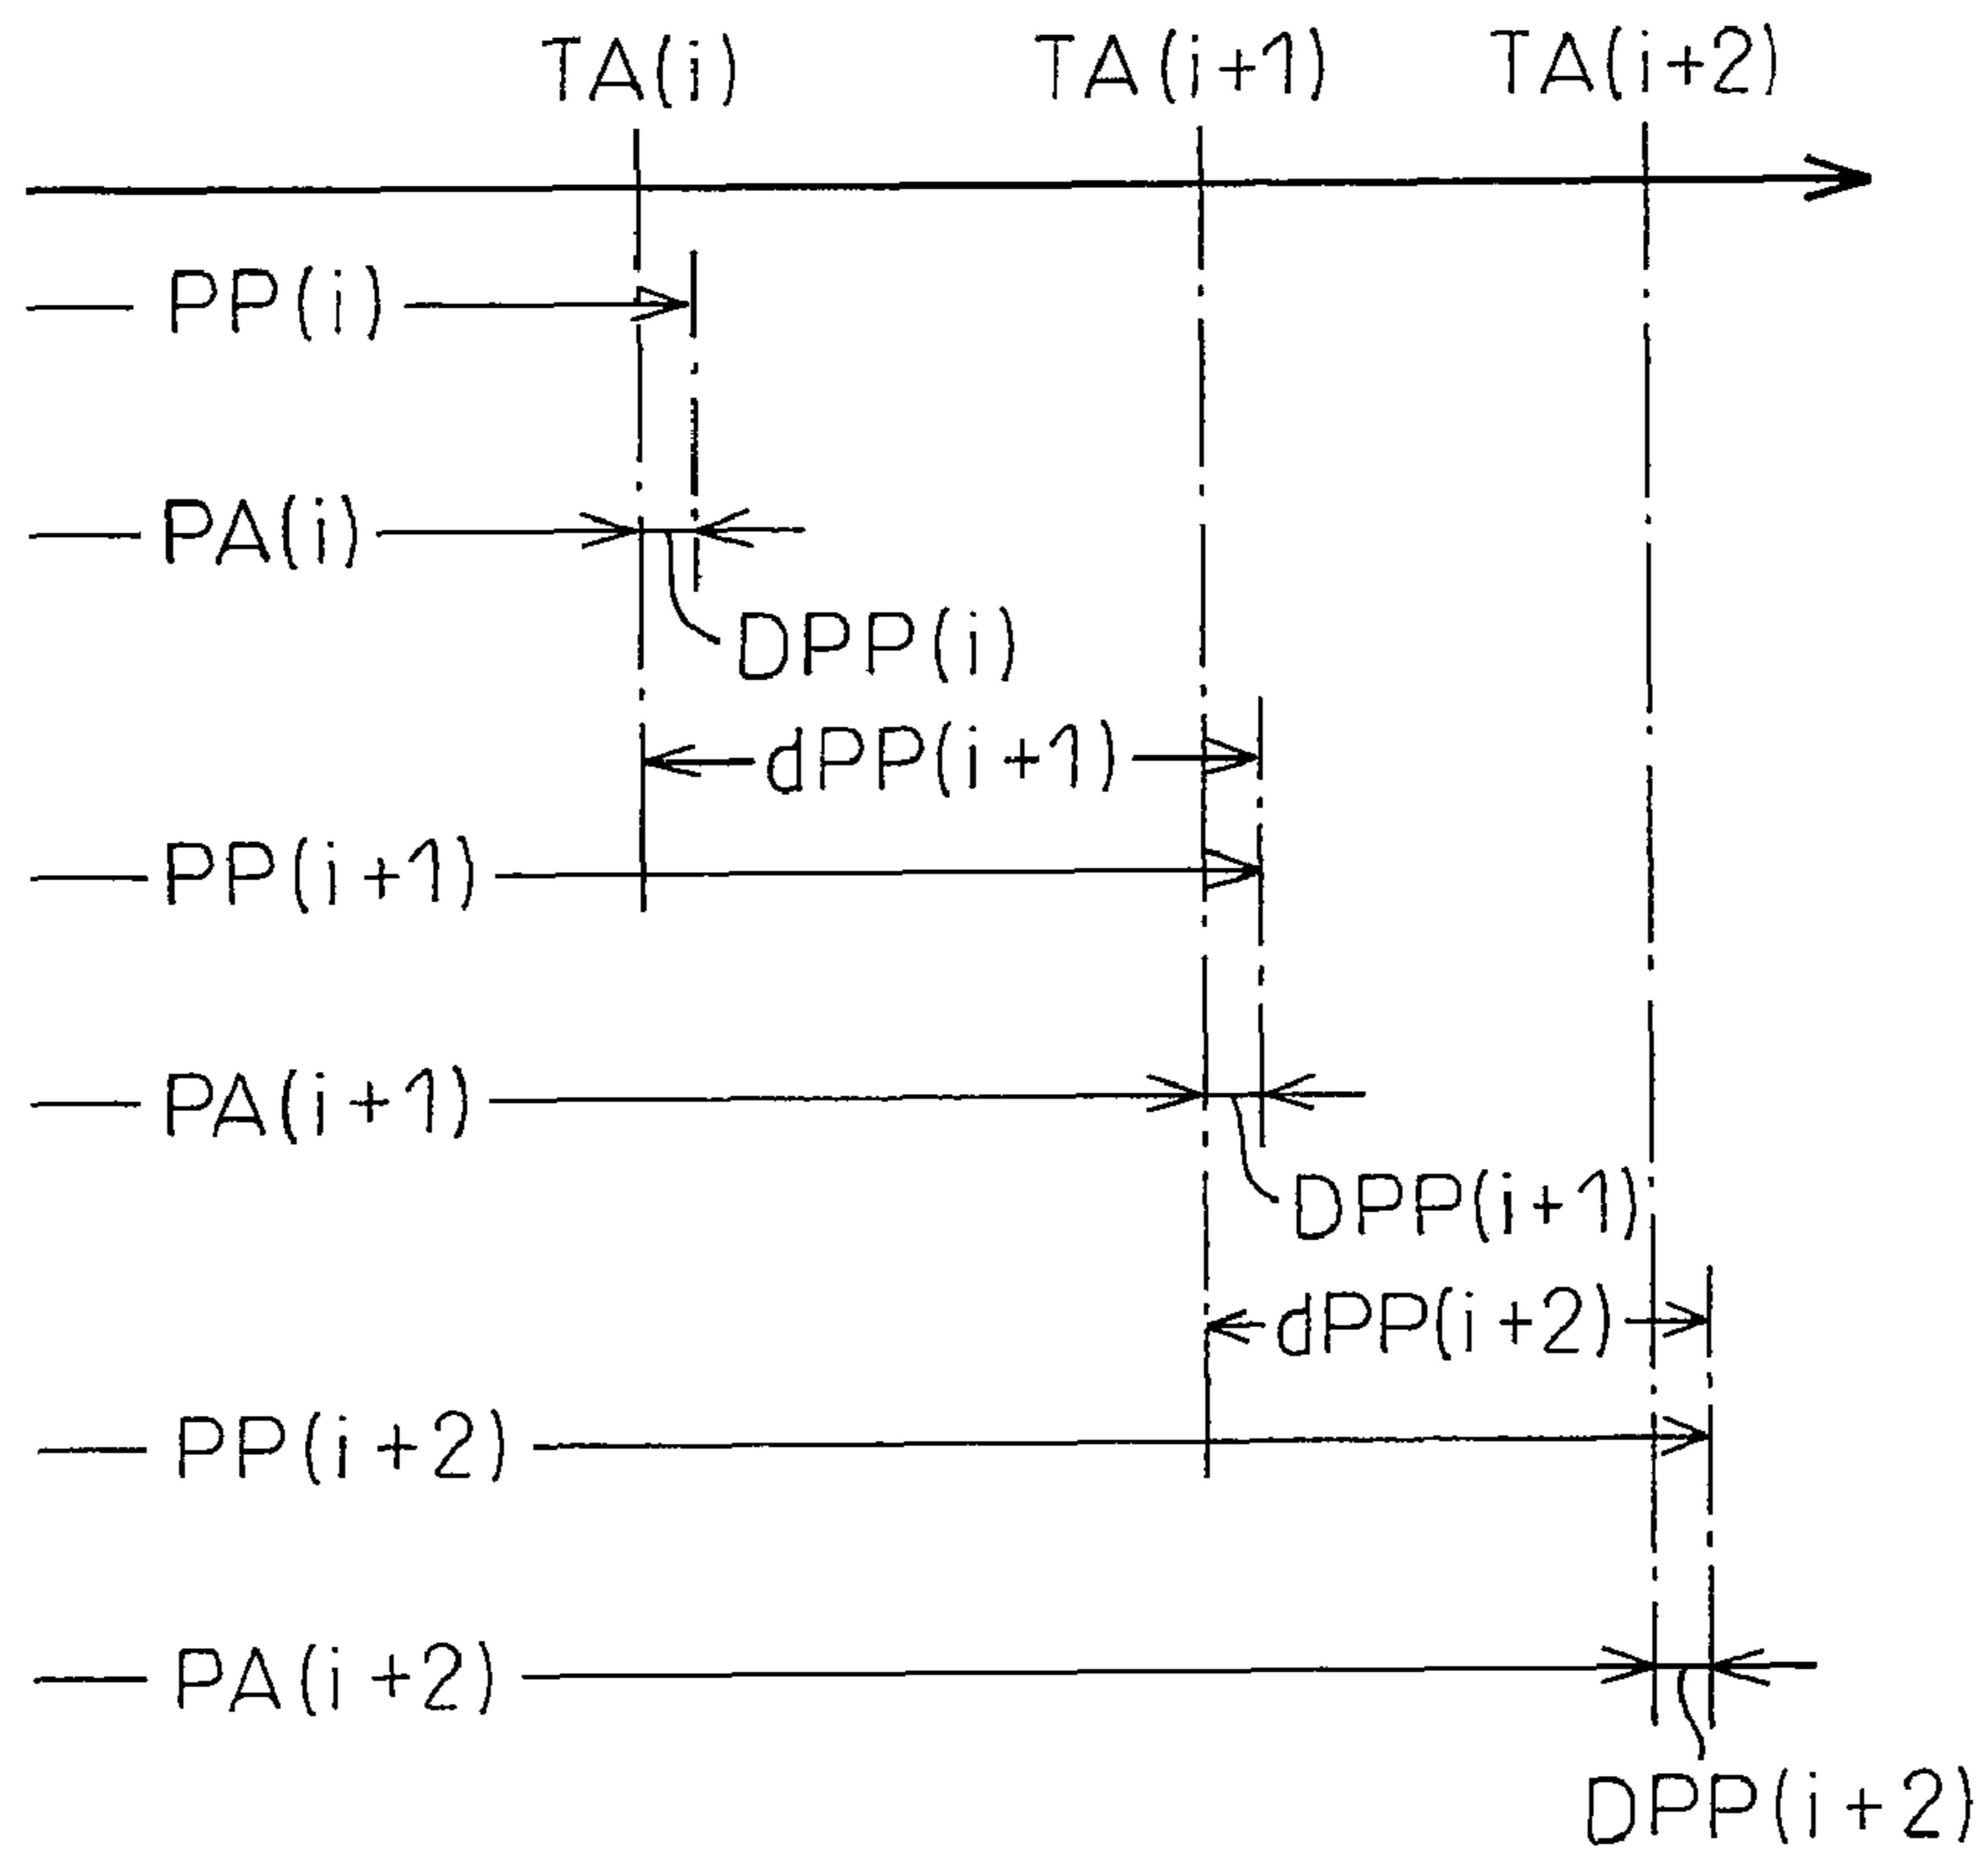 TA(i) TA(i+1) TA(i+2)
PP(i)
PA(i)
DPP(i)
dPP(i+1)
PP(i+1)
PA(i+1)
DPP(i+1)
dPP(i+2)
PP(i+2)
PA(i+2)
DPP(i+2)